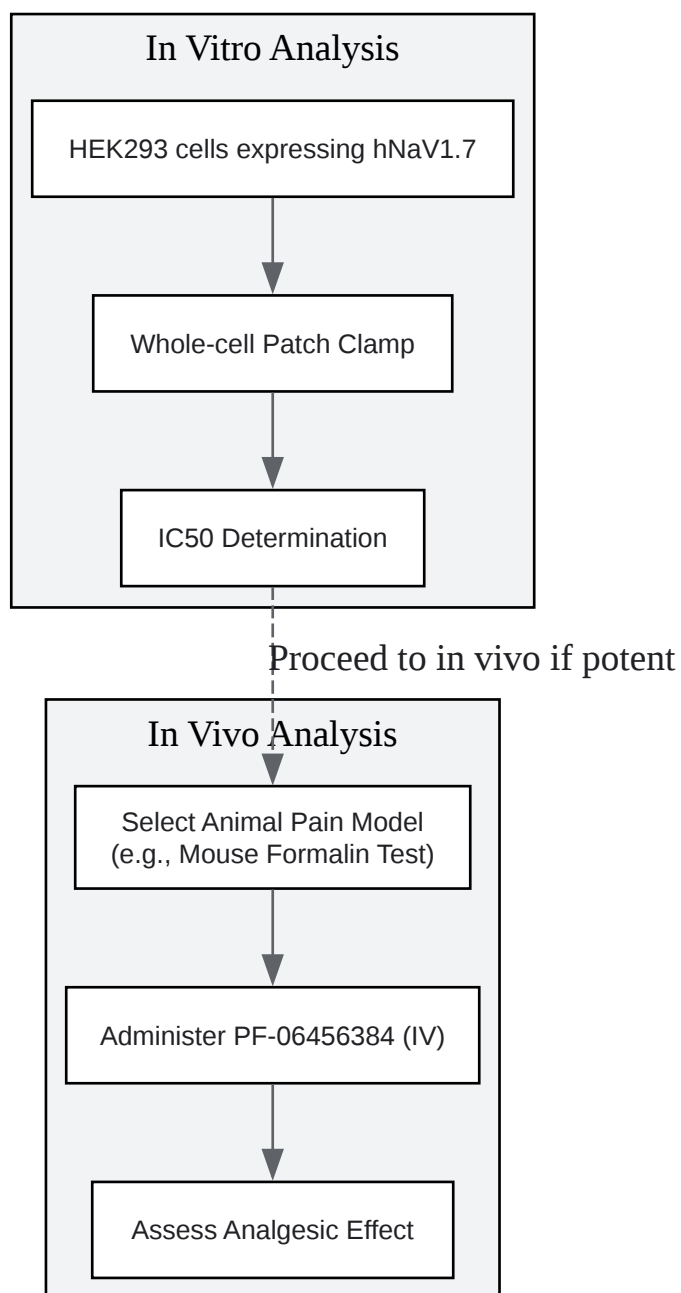 In Vitro Analysis
HEK293 cells expressing hNaV1.7
Whole-cell Patch Clamp
IC50 Determination
Proceed to in vivo if potent
In Vivo Analysis
Select Animal Pain Model
(e.g., Mouse Formalin Test)
Administer PF-06456384 (IV)
Assess Analgesic Effect